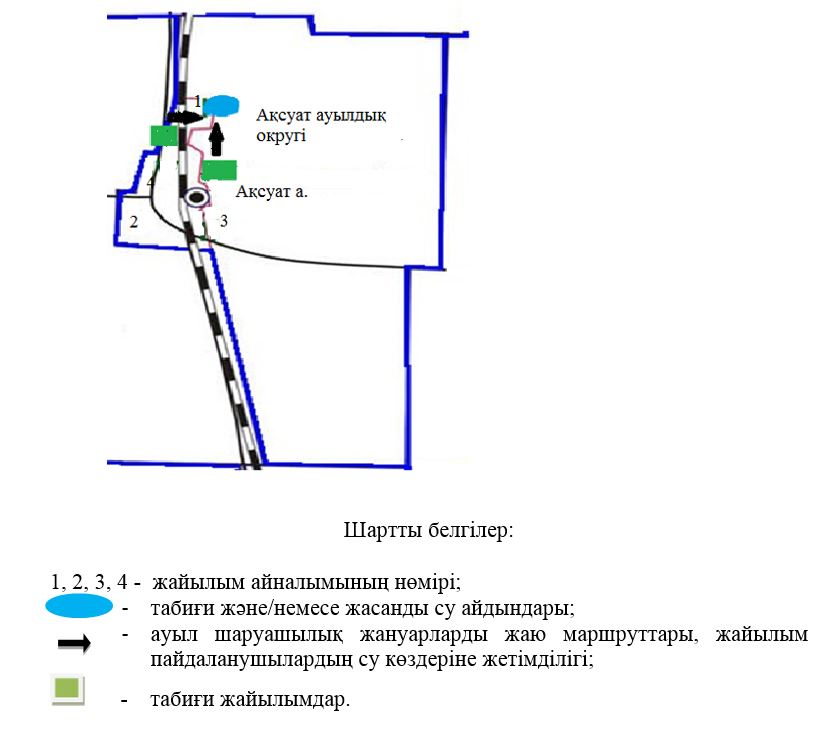 1
Ақсуат ауылдық
округі
4
Ақсуат а.
2
3
Шартты белгілер:
1, 2, 3, 4 - жайылым айналымының нөмірі;
- табиғи және/немесе жасанды су айдындары;
- ауыл шаруашылық жануарларды жаю маршруттары, жайылым
пайдаланушылардың су көздеріне жетімділігі;
- табиғи жайылымдар.